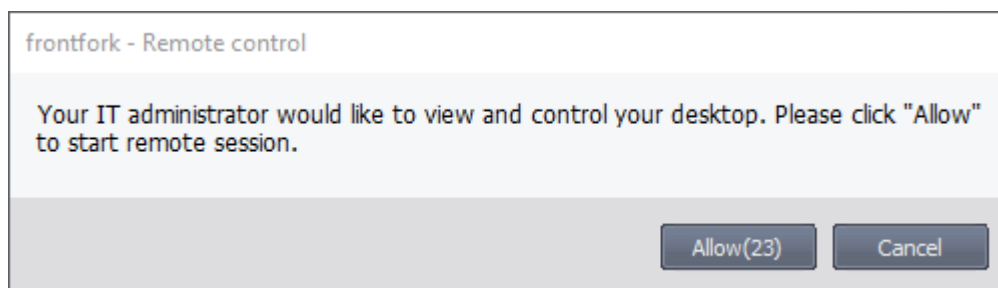 frontfork - Remote control
Your IT administrator would like to view and control your desktop. Please click "Allow"
to start remote session.
Allow(23) Cancel